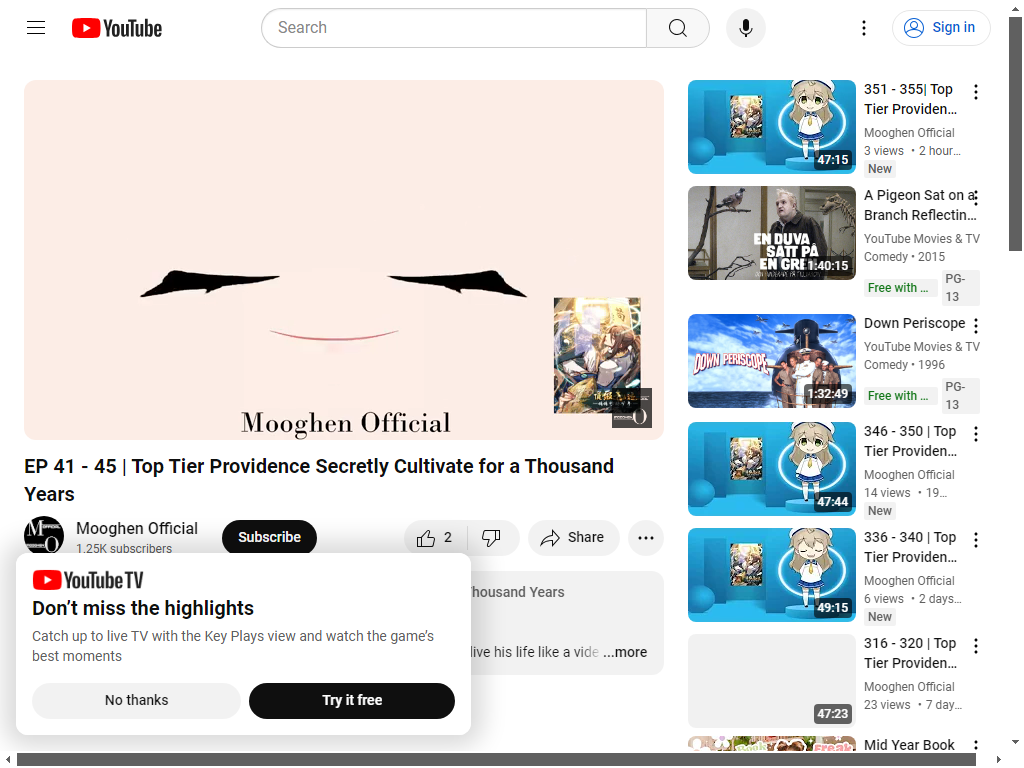 YouTube
Search
Sign in
Mooghen Official
EP 41 - 45 | Top Tier Providence Secretly Cultivate for a Thousand
Years
Mooghen Official
1.25K subscribers
Subscribe
2
Share
Thousand Years
live his life like a vide ...more
YouTube TV
Don’t miss the highlights
Catch up to live TV with the Key Plays view and watch the game’s
best moments
No thanks
Try it free
47:15
351 - 355| Top
Tier Providen...
Mooghen Official
3 views • 2 hour...
New
EN DUVA
SATT PÅ
EN GREN
1:40:15
A Pigeon Sat on a
Branch Reflectin...
YouTube Movies & TV
Comedy • 2015
Free with ...
PG-
13
DOWN PERISCOPE
1:32:49
Down Periscope
YouTube Movies & TV
Comedy • 1996
Free with ...
PG-
13
47:44
346 - 350 | Top
Tier Providen...
Mooghen Official
14 views • 19...
New
49:15
336 - 340 | Top
Tier Providen...
Mooghen Official
6 views • 2 days...
New
47:23
316 - 320 | Top
Tier Providen...
Mooghen Official
23 views • 7 day...
Mid Year Book